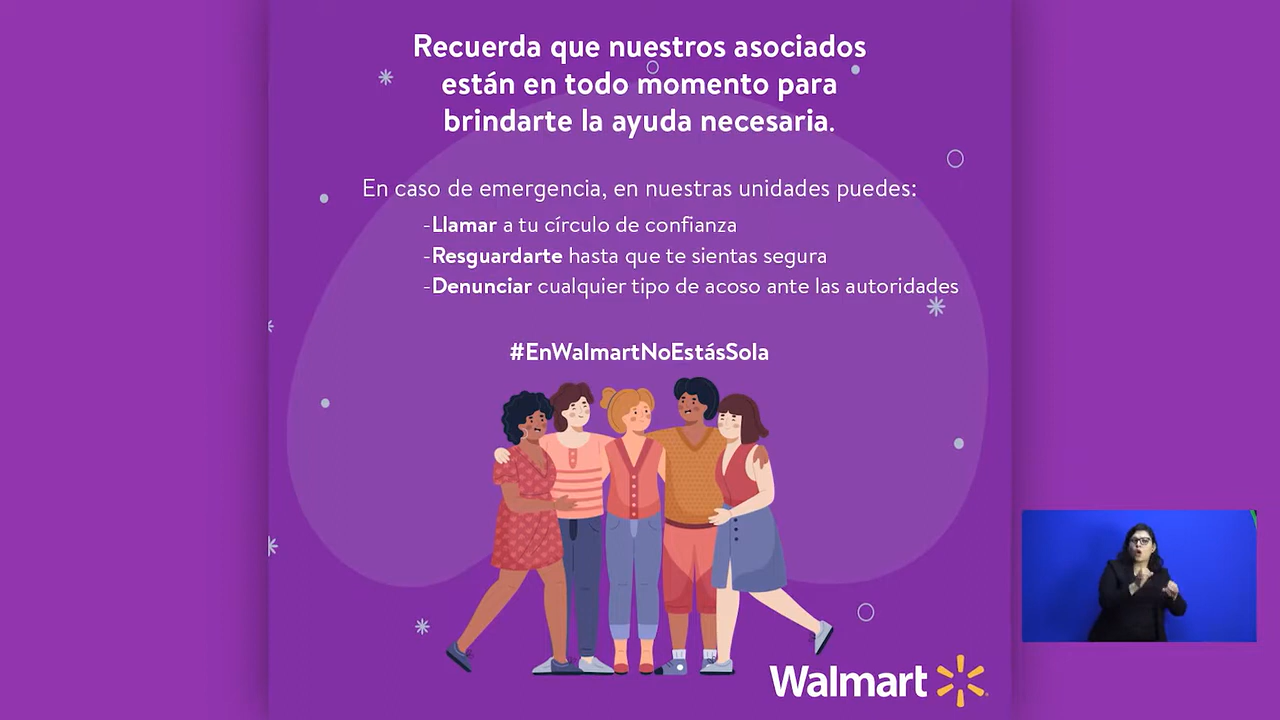 Recuerda que nuestros asociados
están en todo momento para
brindarte la ayuda necesaria.
En caso de emergencia, en nuestras unidades puedes:
-Llamar a tu círculo de confianza
-Resguardarte hasta que te sientas segura
-Denunciar cualquier tipo de acoso ante las autoridades
#EnWalmartNoEstásSola
Walmart